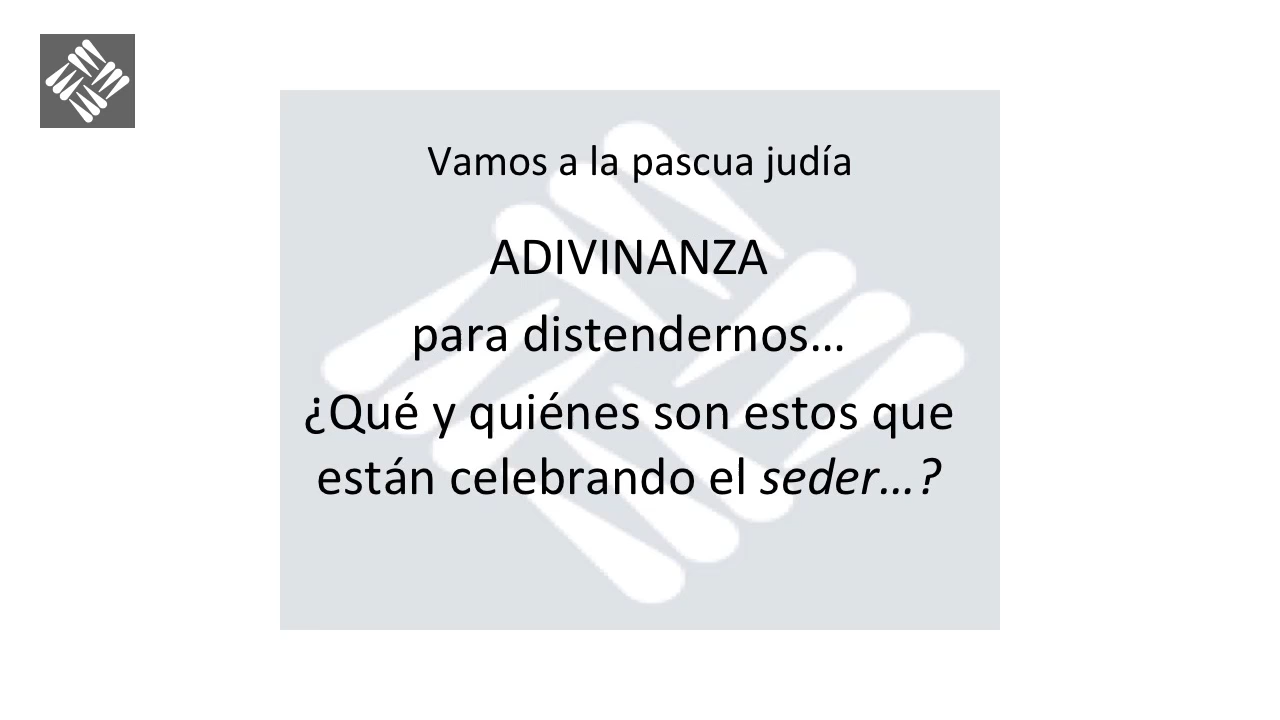 Vamos a la pascua judía
ADIVINANZA
para distendernos…
¿Qué y quiénes son estos que
están celebrando el seder…?